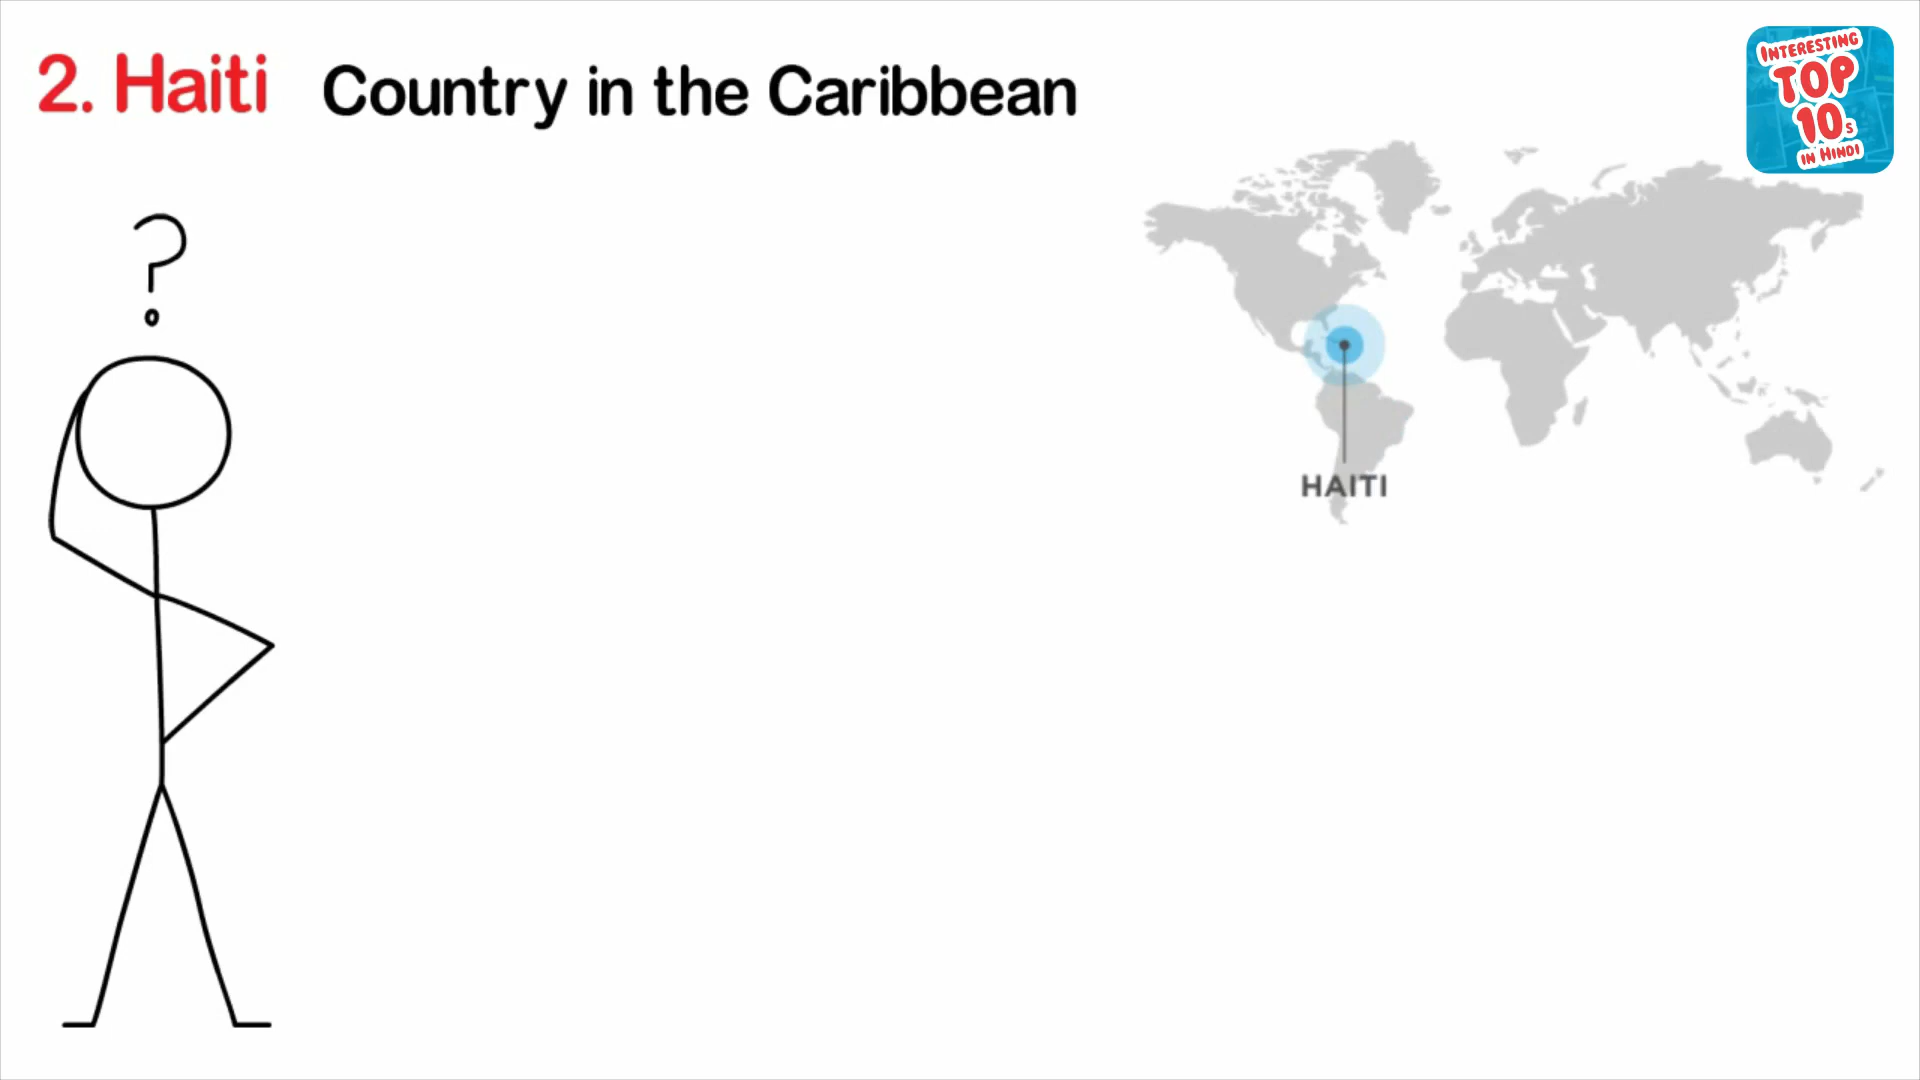 2. Haiti Country in the Caribbean
INTERESTING
TOP
10s
IN HINDI
?
HAITI